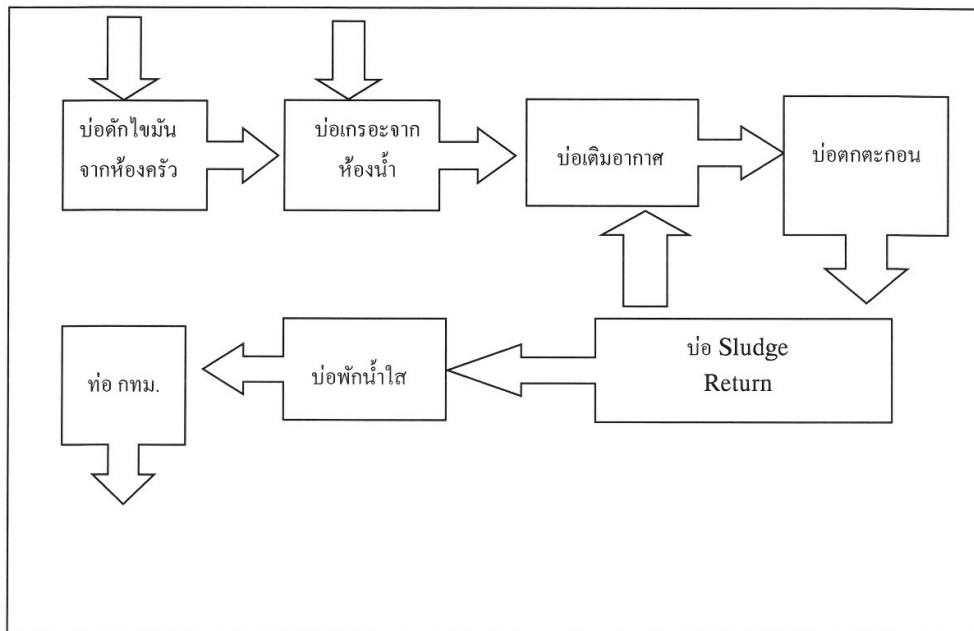 บ่อดักไขมัน
จากห้องครัว
บ่อเกรอะจาก
ห้องน้ำ
บ่อเติมอากาศ
บ่อตกตะกอน
ท่อ กทม.
บ่อพักน้ำใส
บ่อ Sludge
Return